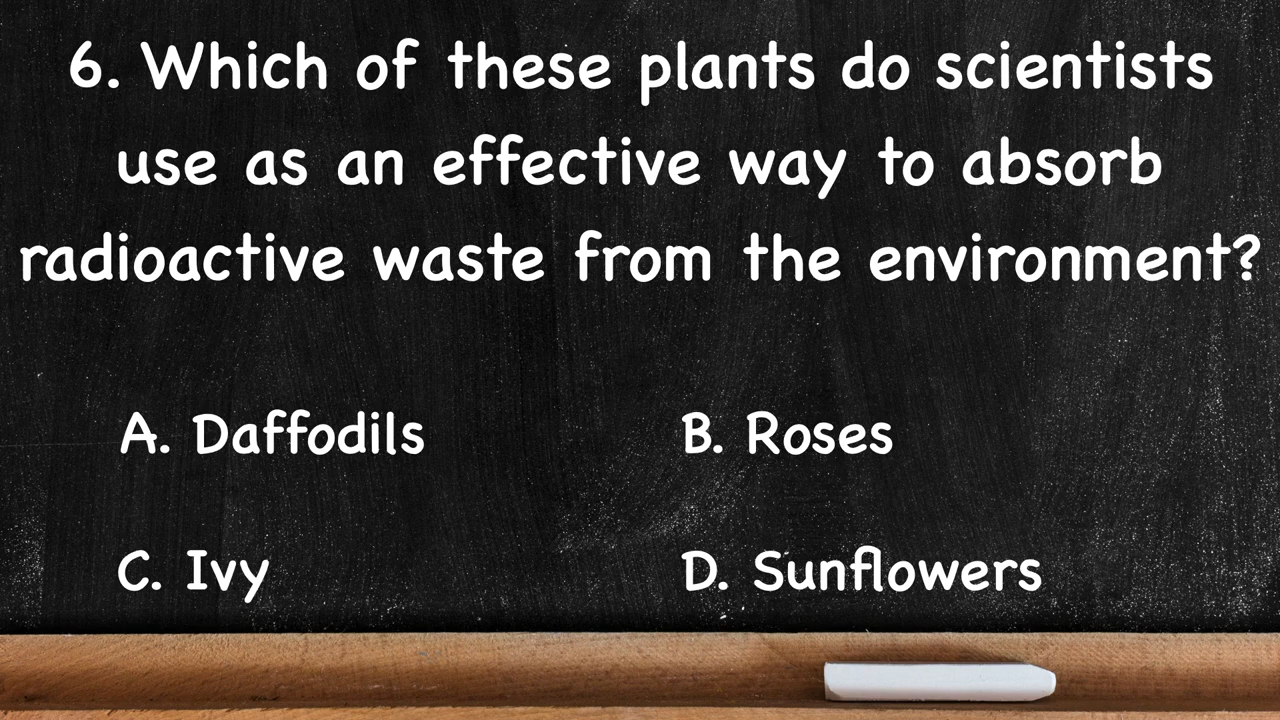 6. Which of these plants do scientists
use as an effective way to absorb
radioactive waste from the environment?
A. Daffodils
B. Roses
C. Ivy
D. Sunflowers